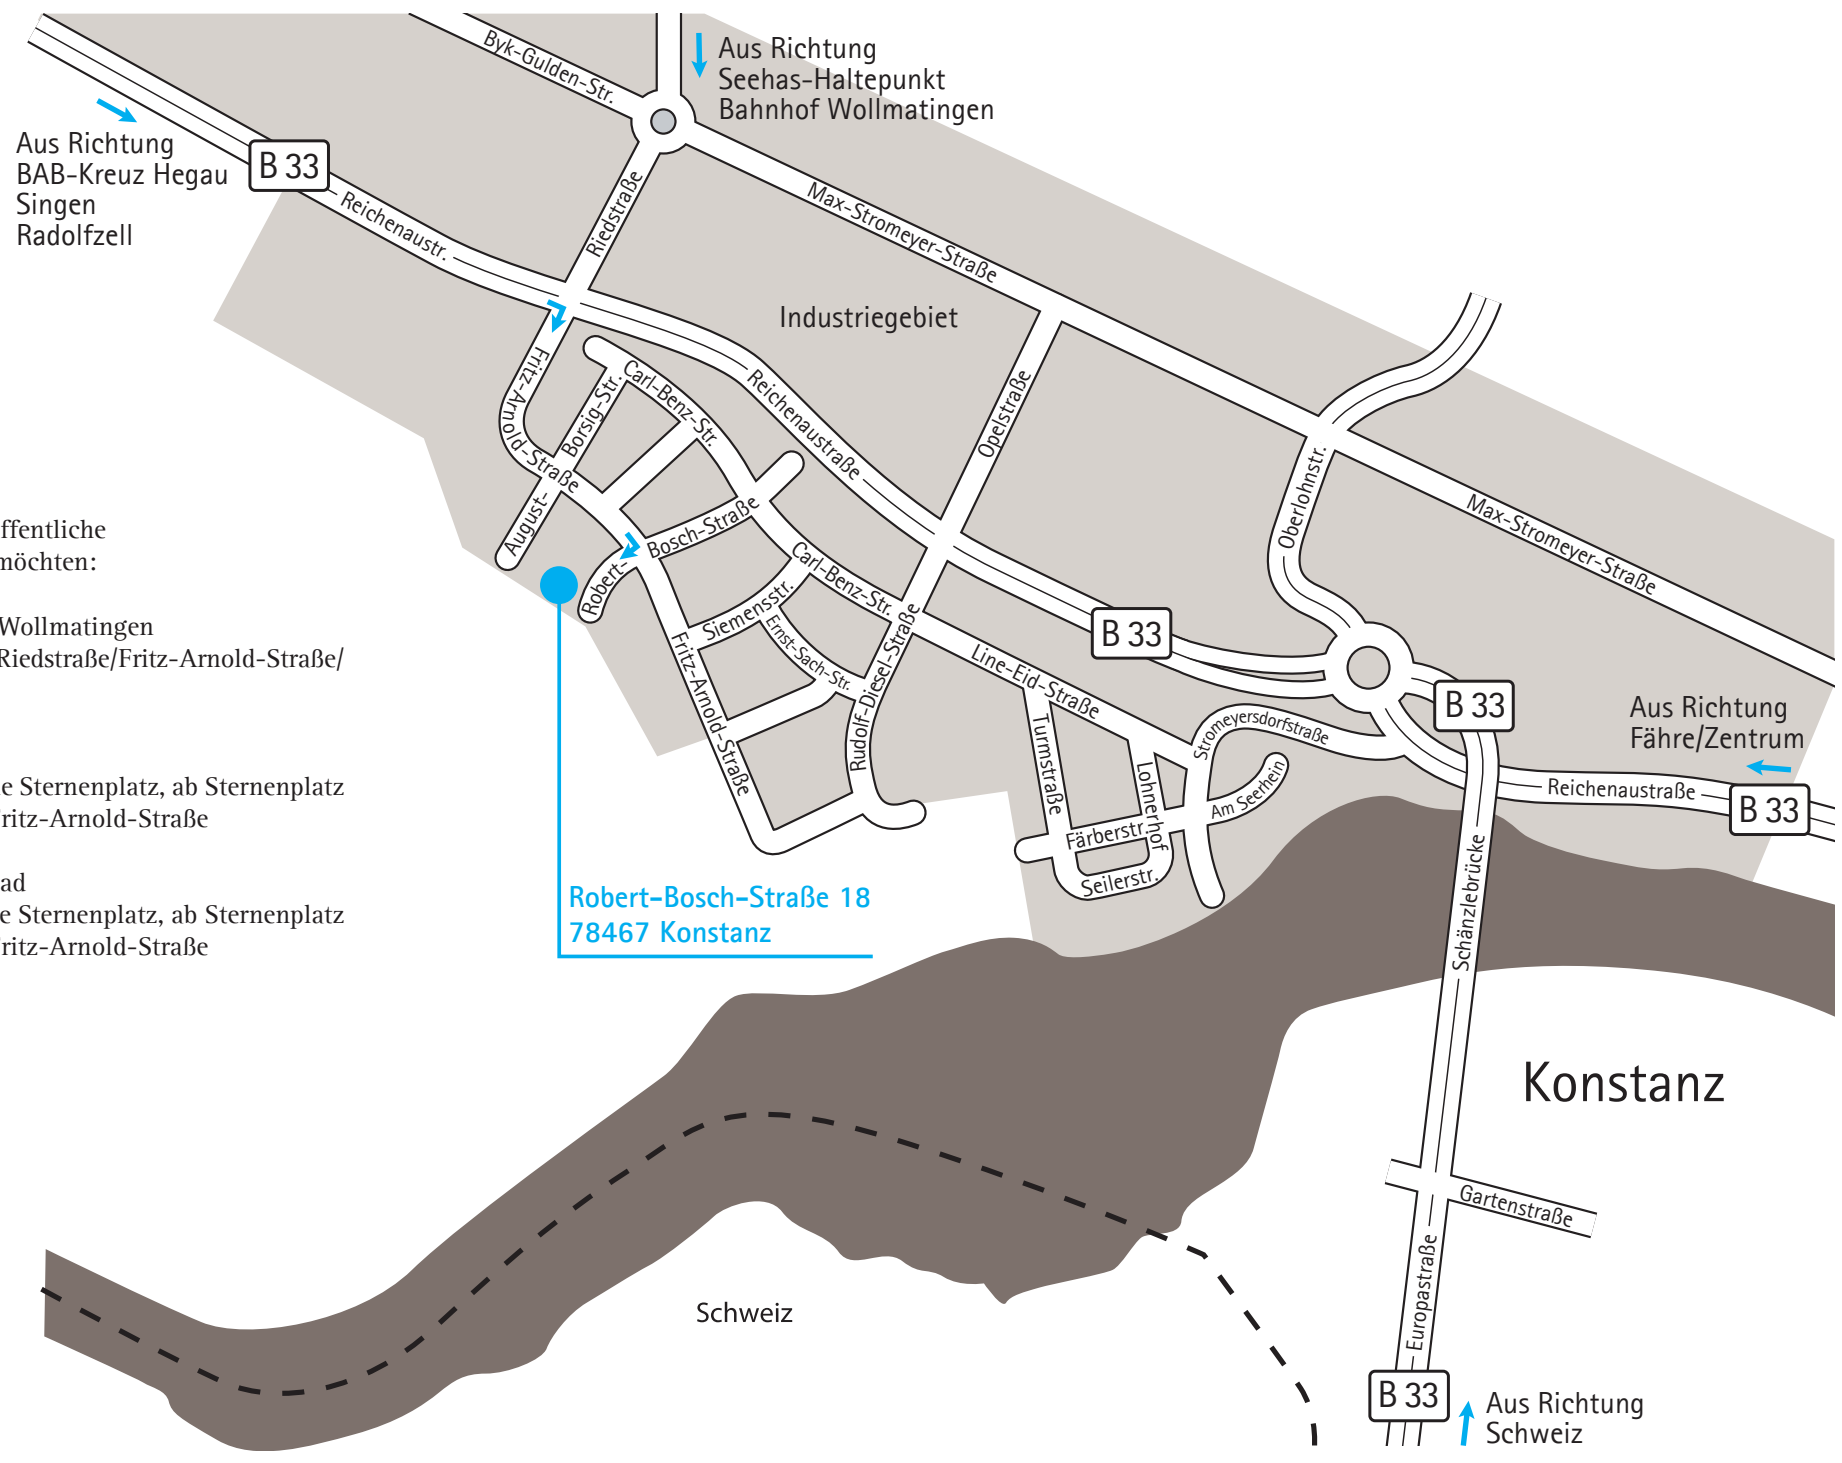 Byk-Gulden-Str.
Aus Richtung
Seehas-Haltepunkt
Bahnhof Wollmatingen
Aus Richtung
BAB-Kreuz Hegau
Singen
Radolfzell
B 33
Reichenaustr.
Riedstraße
Max-Stromeyer-Straße
Industriegebiet
Fritz-Arnold-Straße
Carl-Benz-Str.
August-Borsig-Str.
Reichenaustraße
Opelstraße
Oberlohnstr.
Max-Stromeyer-Straße
Robert-Bosch-Straße
Carl-Benz-Str.
Siemensstr.
Ernst-Sach-Str.
Fritz-Arnold-Straße
Rudolf-Diesel-Straße
Line-Eid-Straße
B 33
B 33
Turmstraße
Lohnerhof
Stromeyersdorfstraße
Am Seerhein
Färberstr.
Seilerstr.
Aus Richtung
Fähre/Zentrum
Reichenaustraße
B 33
Schänzlebrücke
ffentliche
möchten:
Wollmatingen
Riedstraße/Fritz-Arnold-Straße/
e Sternenplatz, ab Sternenplatz
ritz-Arnold-Straße
ad
e Sternenplatz, ab Sternenplatz
ritz-Arnold-Straße
Robert-Bosch-Straße 18
78467 Konstanz
Konstanz
Gartenstraße
Europastraße
Schweiz
B 33
Aus Richtung
Schweiz